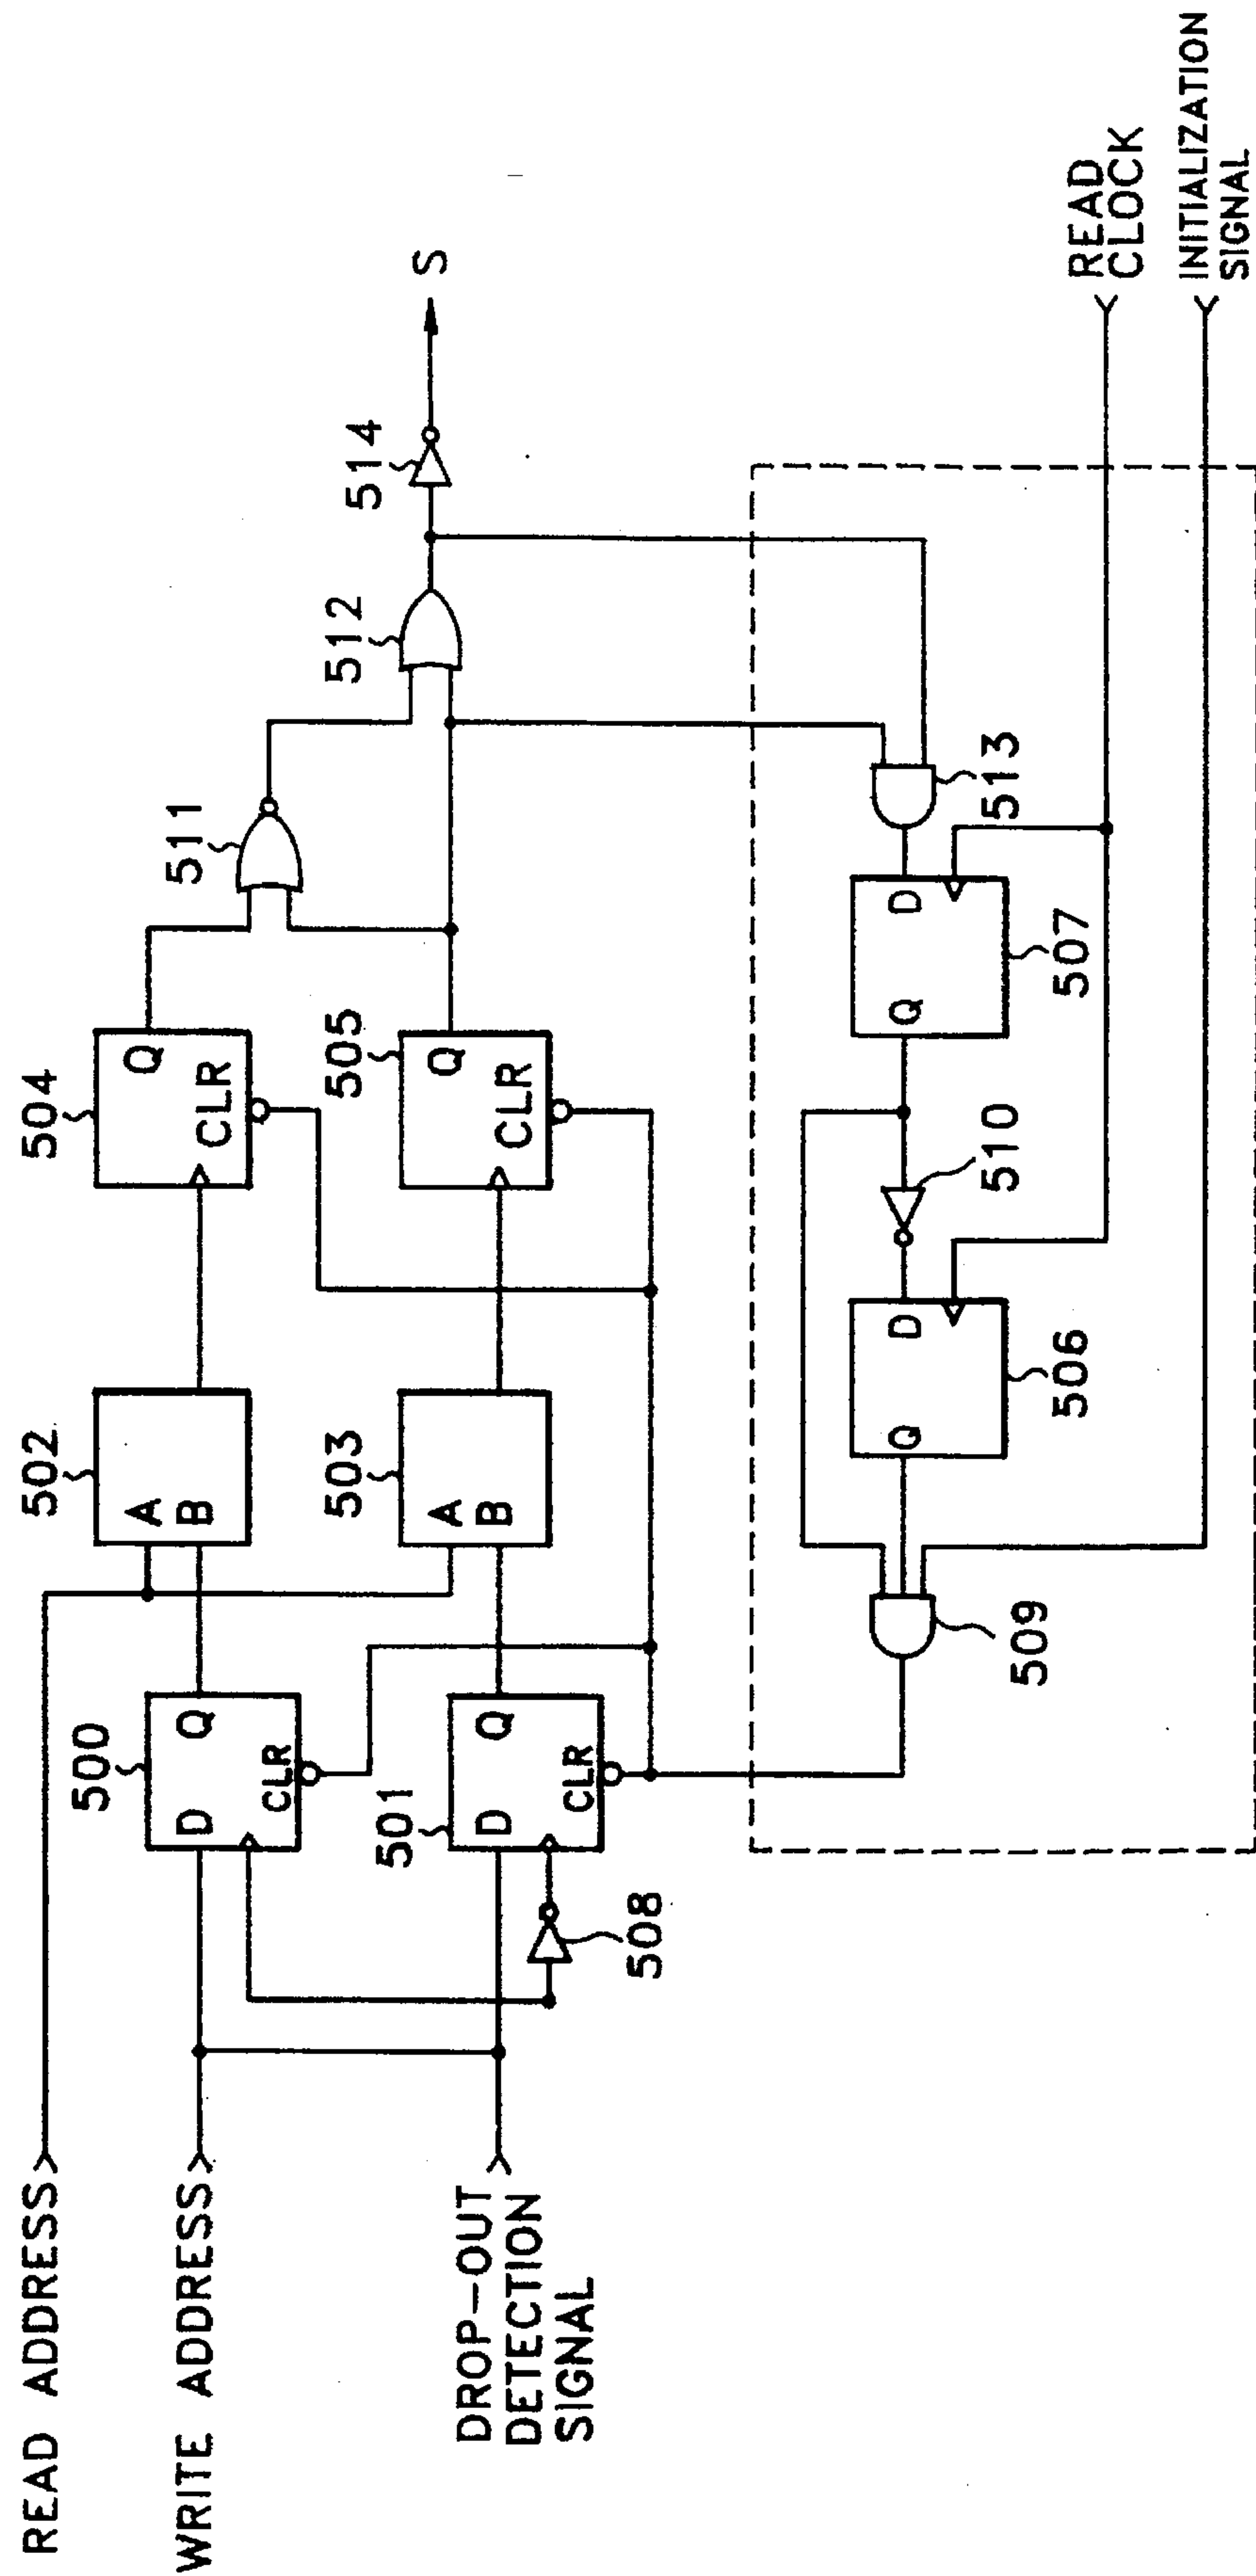 READ ADDRESS
WRITE ADDRESS
DROP-OUT
DETECTION
SIGNAL
500
D
Q
CLR
501
D
Q
CLR
508
502
A
B
503
A
B
504
Q
CLR
505
Q
CLR
511
512
514
S
509
506
Q
D
510
507
Q
D
513
READ
CLOCK
INITIALIZATION
SIGNAL